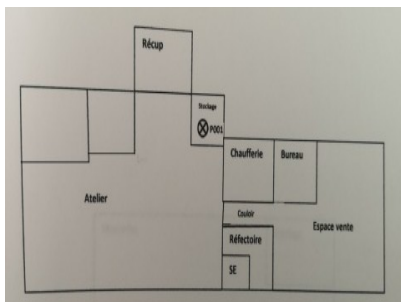 Récup
Stockage
P001
Chaufferie
Bureau
Atelier
Couloir
Espace vente
Réfectoire
SE